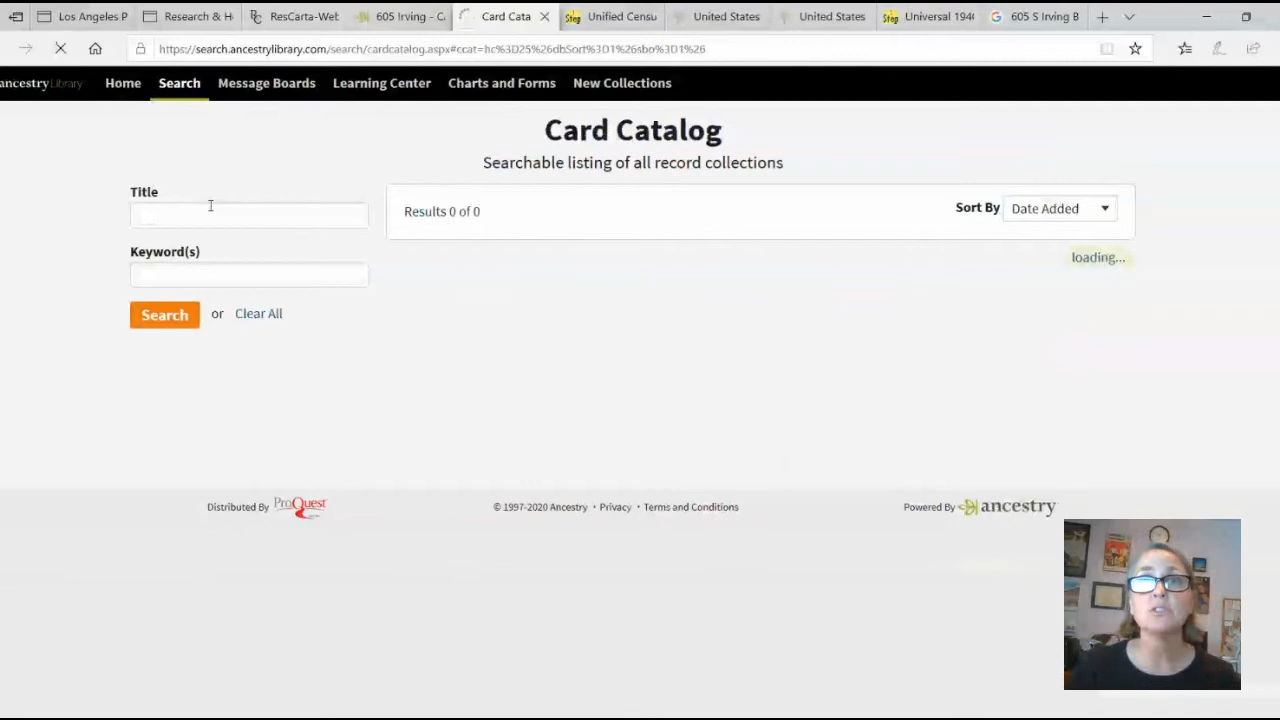 Los Angeles P
Research & H
ResCarta-Web
605 Irving - C
Card Cata
Unified Censu
United States
United States
Universal 194
605 S Irving B
https://search.ancestrylibrary.com/search/cardcatalog.aspx#ccat=hc%3D25%26dbSort%3D1%26sbo%3D1%26
ancestryLibrary Home Search Message Boards Learning Center Charts and Forms New Collections
Card Catalog
Searchable listing of all record collections
Title
Results 0 of 0
Sort By Date Added
Keyword(s)
loading...
Search or Clear All
Distributed By ProQuest
© 1997-2020 Ancestry • Privacy • Terms and Conditions
Powered By ancestry